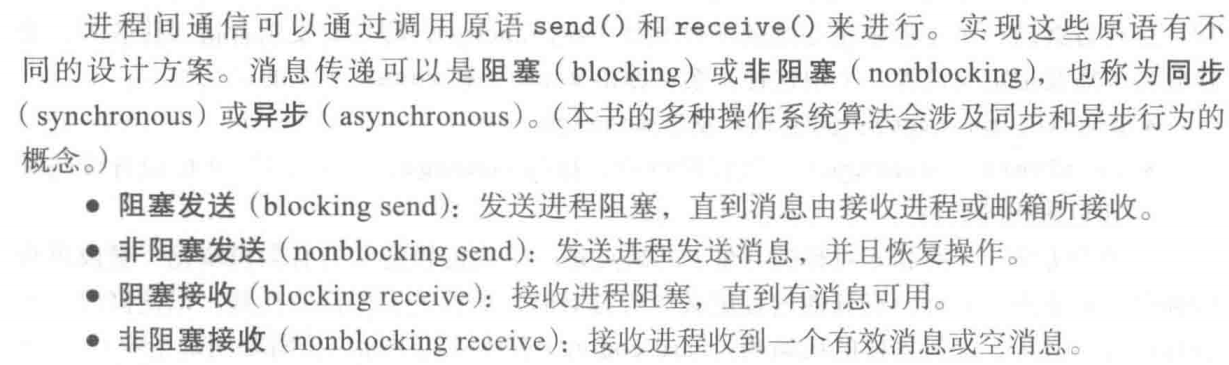 进程间通信可以通过调用原语 send() 和 receive() 来进行。实现这些原语有不
同的设计方案。消息传递可以是阻塞（blocking）或非阻塞（nonblocking），也称为同步
（synchronous）或异步（asynchronous）。（本书的多种操作系统算法会涉及同步和异步行为的
概念。）
● 阻塞发送（blocking send）：发送进程阻塞，直到消息由接收进程或邮箱所接收。
● 非阻塞发送（nonblocking send）：发送进程发送消息，并且恢复操作。
● 阻塞接收（blocking receive）：接收进程阻塞，直到有消息可用。
● 非阻塞接收（nonblocking receive）：接收进程收到一个有效消息或空消息。